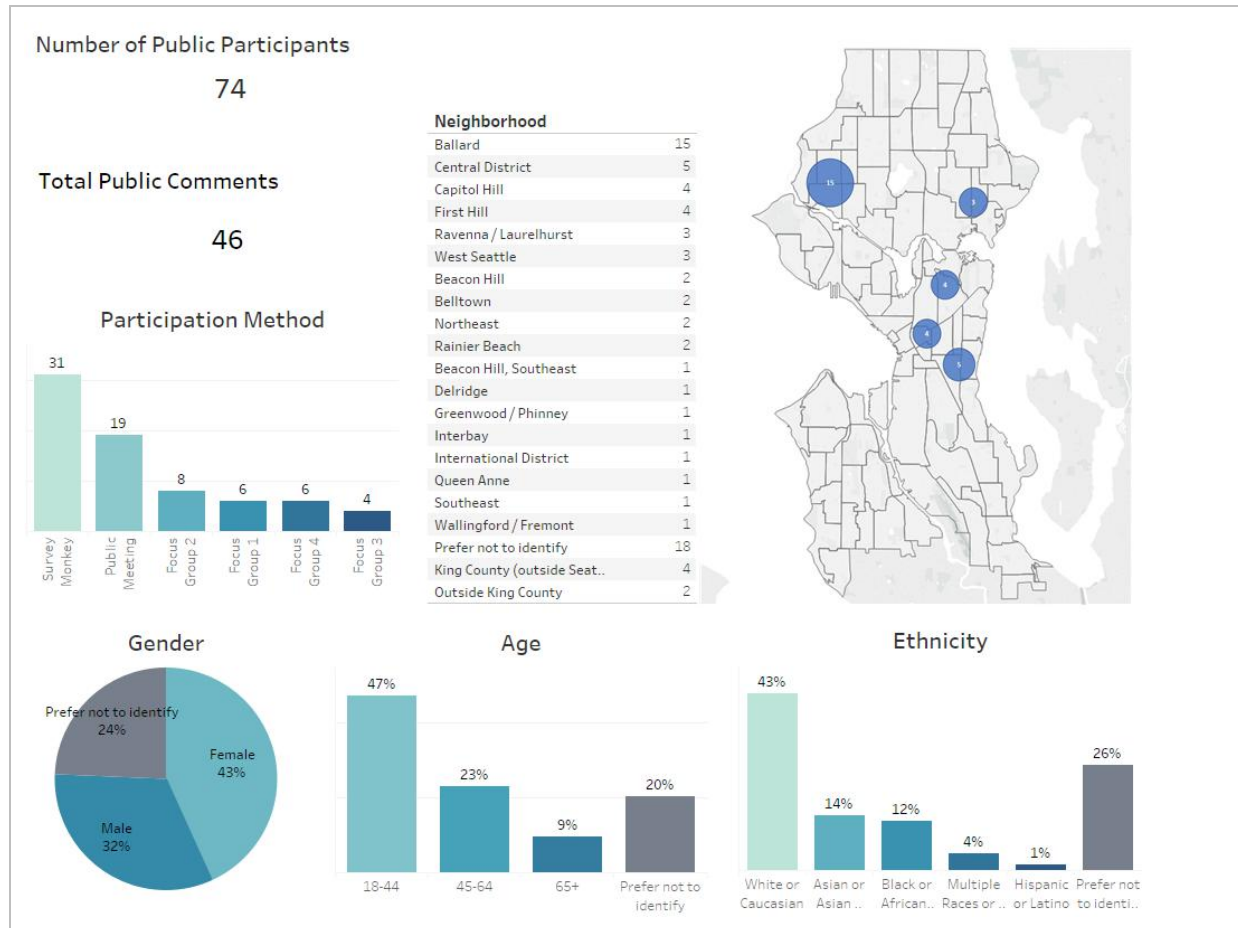 Number of Public Participants
74
Total Public Comments
46
Participation Method
31
19
8
6
6
4
Survey
Monkey
Public
Meeting
Focus
Group 2
Focus
Group 1
Focus
Group 4
Focus
Group 3
Neighborhood
Ballard 15
Central District 5
Capitol Hill 4
First Hill 4
Ravenna / Laurelhurst 3
West Seattle 3
Beacon Hill 2
Belltown 2
Northeast 2
Rainier Beach 2
Beacon Hill, Southeast 1
Delridge 1
Greenwood / Phinney 1
Interbay 1
International District 1
Queen Anne 1
Southeast 1
Wallingford / Fremont 1
Prefer not to identify 18
King County (outside Seat.. 4
Outside King County 2
15
3
4
4
5
Gender
Prefer not to identify
24%
Female
43%
Male
32%
Age
47%
23%
9%
20%
18-44
45-64
65+
Prefer not to
identify
Ethnicity
43%
14%
12%
4%
1%
26%
White or
Caucasian
Asian or
Asian ..
Black or
African..
Multiple
Races or ..
Hispanic
or Latino
Prefer not
to identi..